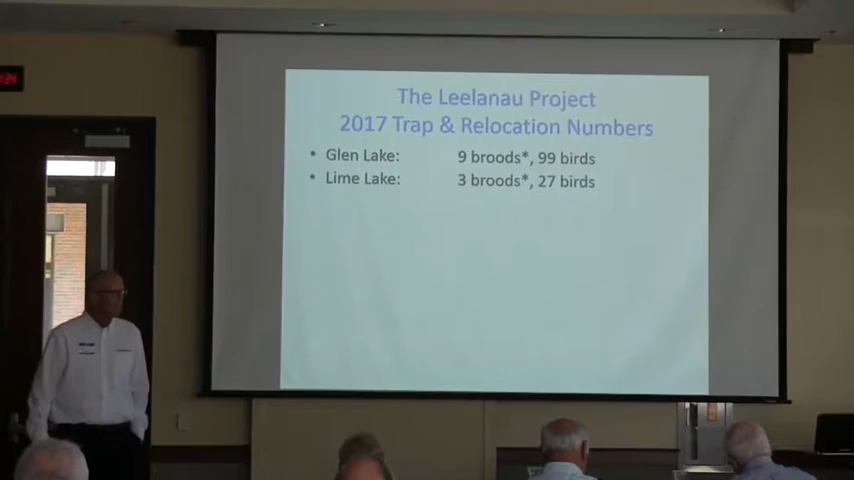 The Leelanau Project
2017 Trap & Relocation Numbers
• Glen Lake: 9 broods*, 99 birds
• Lime Lake: 3 broods*, 27 birds